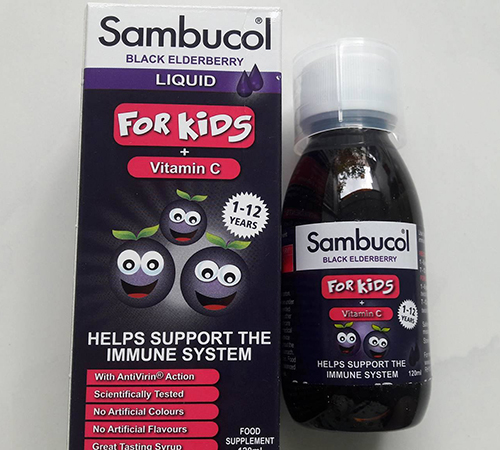 Sambucol®
BLACK ELDERBERRY
LIQUID
FOR KiDS
+
Vitamin C
1-12
YEARS
HELPS SUPPORT THE
IMMUNE SYSTEM
With AntiVirin® Action
Scientifically Tested
No Artificial Colours
No Artificial Flavours
Great Tasting Syrup
FOOD
SUPPLEMENT
120ml
Sambucol®
BLACK ELDERBERRY
FOR KiDS
+
Vitamin C
1-12
YEARS
HELPS SUPPORT THE
IMMUNE SYSTEM
120ml